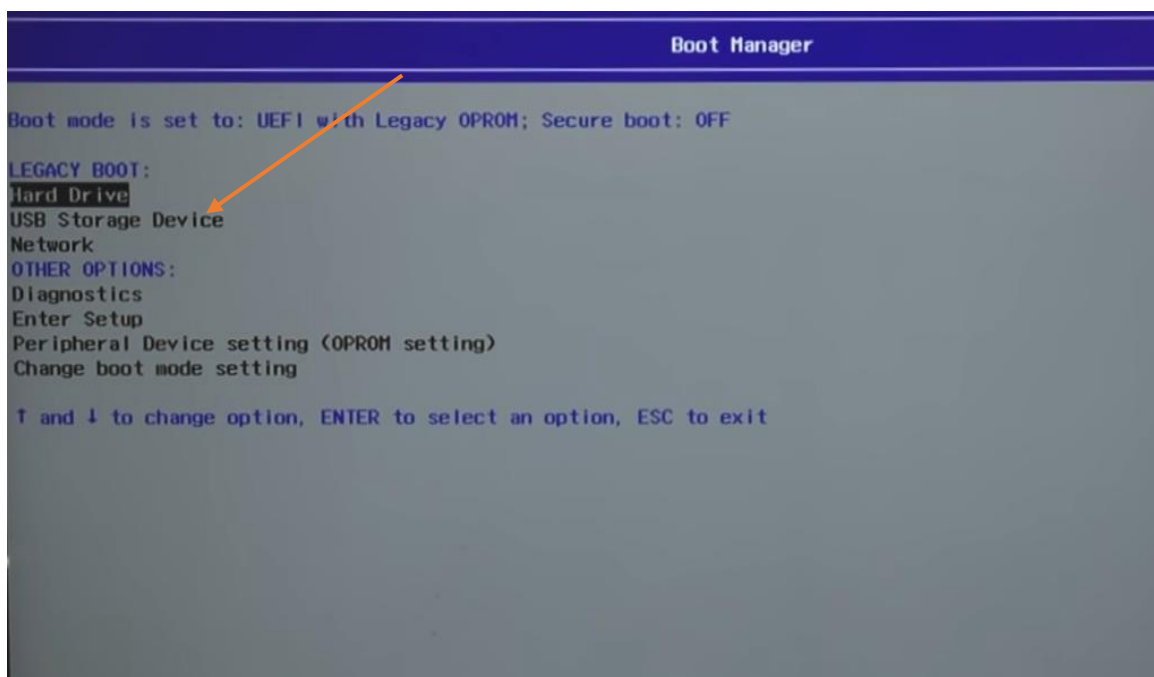 Boot Manager
Boot mode is set to: UEFI with Legacy OPROM; Secure boot: OFF
LEGACY BOOT:
Hard Drive
USB Storage Device
Network
OTHER OPTIONS:
Diagnostics
Enter Setup
Peripheral Device setting (OPROM setting)
Change boot mode setting
↑ and ↓ to change option, ENTER to select an option, ESC to exit